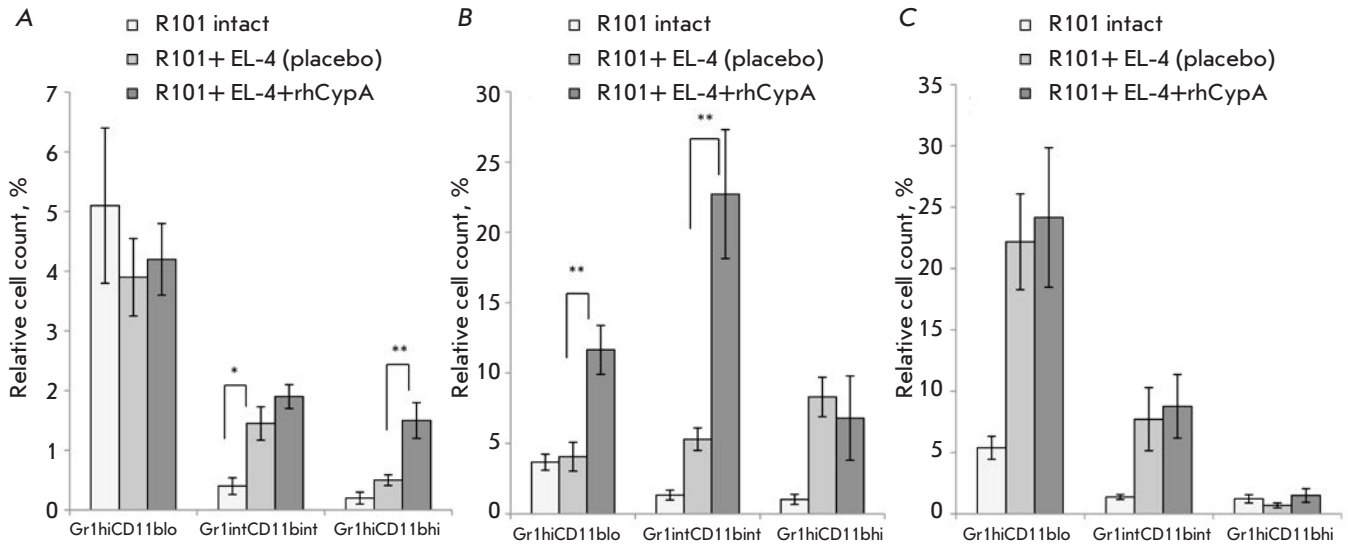 A
R101 intact
R101+ EL-4 (placebo)
R101+ EL-4+rhCypA
Relative cell count, %
7
6
5
4
3
2
1
0
*
**
Gr1hiCD11blo
Gr1intCD11bint
Gr1hiCD11bhi
B
R101 intact
R101+ EL-4 (placebo)
R101+ EL-4+rhCypA
Relative cell count, %
30
25
20
15
10
5
0
**
**
Gr1hiCD11blo
Gr1intCD11bint
Gr1hiCD11bhi
C
R101 intact
R101+ EL-4 (placebo)
R101+ EL-4+rhCypA
Relative cell count, %
35
30
25
20
15
10
5
0
Gr1hiCD11blo
Gr1intCD11bint
Gr1hiCD11bhi